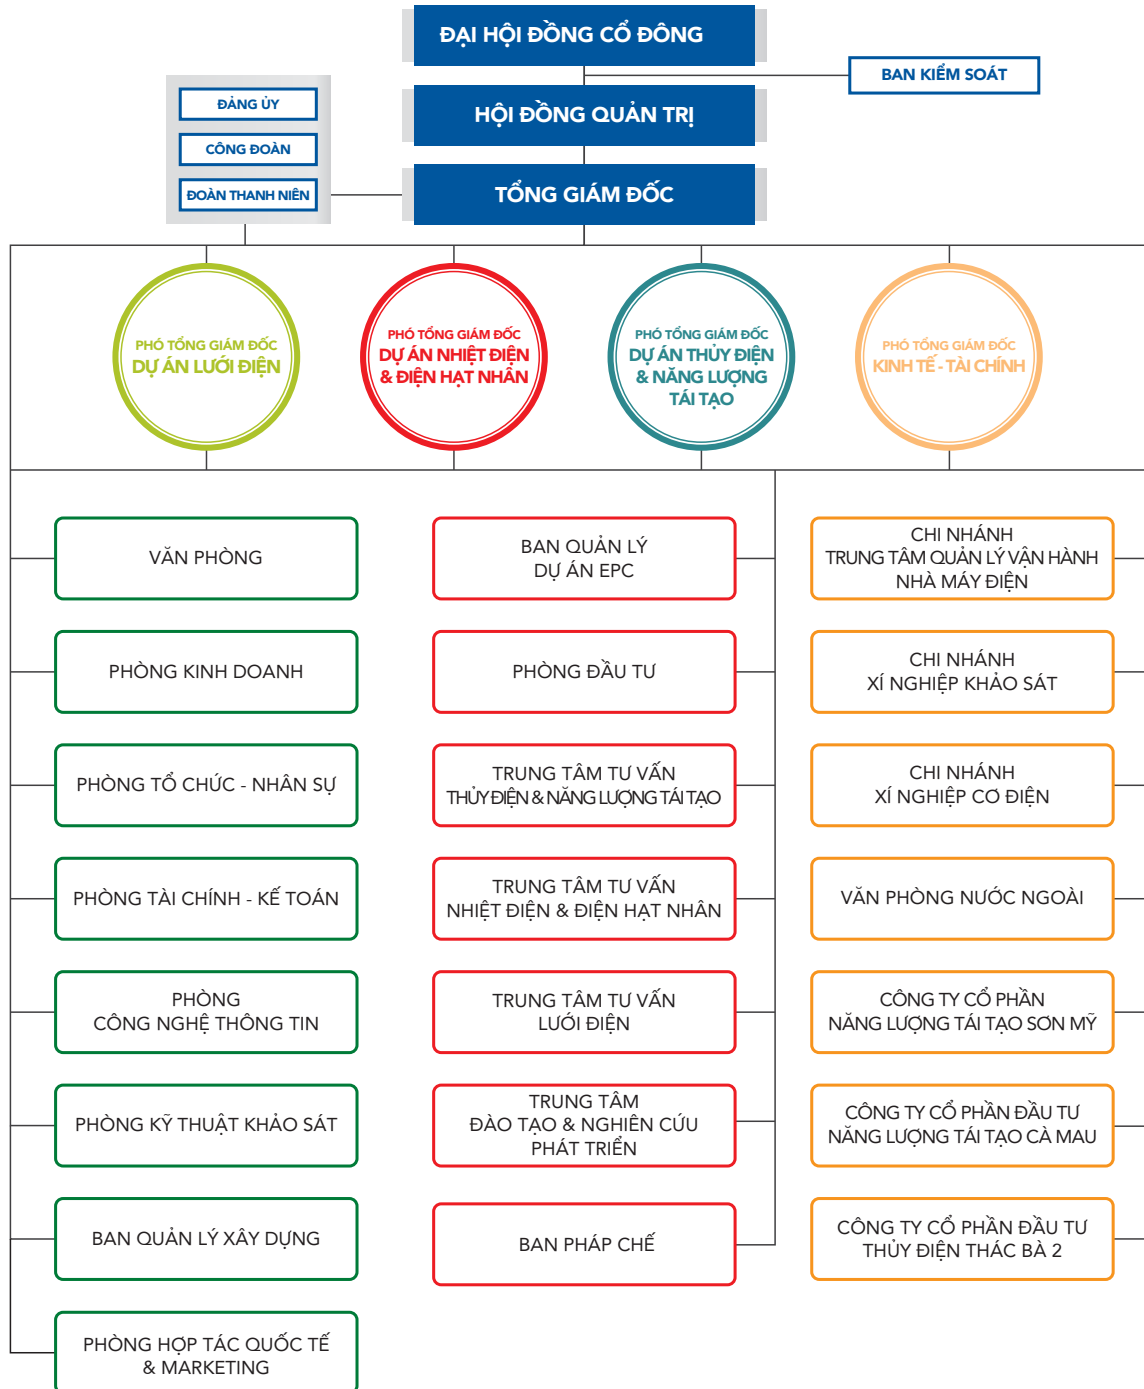 ĐẠI HỘI ĐỒNG CỔ ĐÔNG
BAN KIỂM SOÁT
ĐẢNG ỦY
CÔNG ĐOÀN
ĐOÀN THANH NIÊN
HỘI ĐỒNG QUẢN TRỊ
TỔNG GIÁM ĐỐC
PHÓ TỔNG GIÁM ĐỐC
DỰ ÁN LƯỚI ĐIỆN
PHÓ TỔNG GIÁM ĐỐC
DỰ ÁN NHIỆT ĐIỆN
& ĐIỆN HẠT NHÂN
PHÓ TỔNG GIÁM ĐỐC
DỰ ÁN THỦY ĐIỆN
& NĂNG LƯỢNG
TÁI TẠO
PHÓ TỔNG GIÁM ĐỐC
KINH TẾ - TÀI CHÍNH
VĂN PHÒNG
PHÒNG KINH DOANH
PHÒNG TỔ CHỨC - NHÂN SỰ
PHÒNG TÀI CHÍNH - KẾ TOÁN
PHÒNG
CÔNG NGHỆ THÔNG TIN
PHÒNG KỸ THUẬT KHẢO SÁT
BAN QUẢN LÝ XÂY DỰNG
PHÒNG HỢP TÁC QUỐC TẾ
& MARKETING
BAN QUẢN LÝ
DỰ ÁN EPC
PHÒNG ĐẦU TƯ
TRUNG TÂM TƯ VẤN
THỦY ĐIỆN & NĂNG LƯỢNG TÁI TẠO
TRUNG TÂM TƯ VẤN
NHIỆT ĐIỆN & ĐIỆN HẠT NHÂN
TRUNG TÂM TƯ VẤN
LƯỚI ĐIỆN
TRUNG TÂM
ĐÀO TẠO & NGHIÊN CỨU
PHÁT TRIỂN
BAN PHÁP CHẾ
CHI NHÁNH
TRUNG TÂM QUẢN LÝ VẬN HÀNH
NHÀ MÁY ĐIỆN
CHI NHÁNH
XÍ NGHIỆP KHẢO SÁT
CHI NHÁNH
XÍ NGHIỆP CƠ ĐIỆN
VĂN PHÒNG NƯỚC NGOÀI
CÔNG TY CỔ PHẦN
NĂNG LƯỢNG TÁI TẠO SƠN MỸ
CÔNG TY CỔ PHẦN ĐẦU TƯ
NĂNG LƯỢNG TÁI TẠO CÀ MAU
CÔNG TY CỔ PHẦN ĐẦU TƯ
THỦY ĐIỆN THÁC BÀ 2